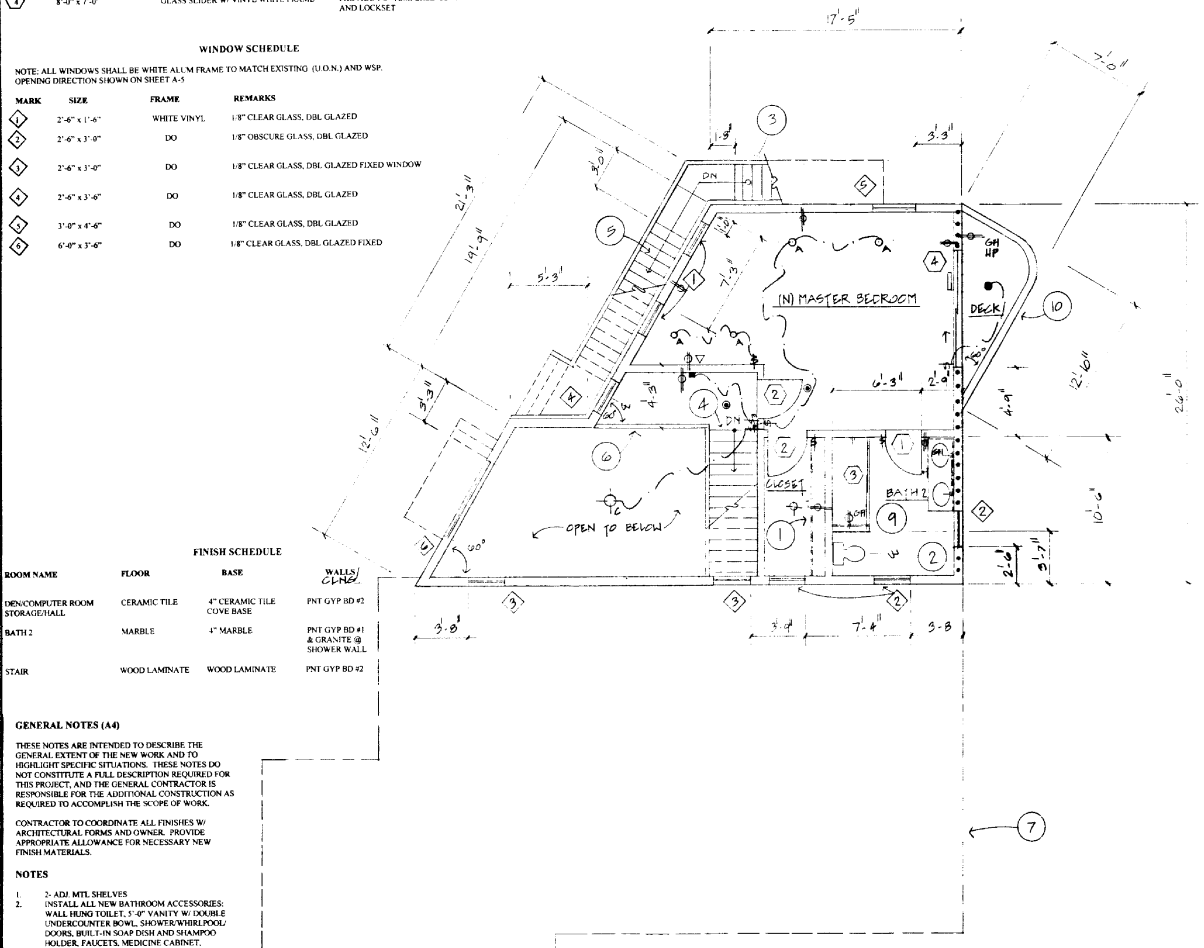 4 8'-0" x 7'-0" GLASS SLIDER W/ VINYL WHITE FRAME
AND LOCKSET
WINDOW SCHEDULE
NOTE: ALL WINDOWS SHALL BE WHITE ALUM FRAME TO MATCH EXISTING (U.O.N.) AND WSP.
OPENING DIRECTION SHOWN ON SHEET A-5
MARK SIZE FRAME REMARKS
1 2'-6" x 1'-6" WHITE VINYL 1/8" CLEAR GLASS, DBL GLAZED
2 2'-6" x 3'-0" DO 1/8" OBSCURE GLASS, DBL GLAZED
3 2'-6" x 3'-0" DO 1/8" CLEAR GLASS, DBL GLAZED FIXED WINDOW
4 2'-6" x 3'-6" DO 1/8" CLEAR GLASS, DBL GLAZED
5 3'-0" x 4'-6" DO 1/8" CLEAR GLASS, DBL GLAZED
6 6'-0" x 3'-6" DO 1/8" CLEAR GLASS, DBL GLAZED FIXED
17'-5"
7'-0"
1'-8"
3
3'-3"
3'-0"
DN
5
21'-3"
19'-9"
5
1'-0"
A
A
GH
HP
4
5'-3"
1
7'-3"
(N) MASTER BEDROOM
DECK
10
26'-0"
A
A
12'-10"
3'-3"
4
4'-3"
4
2
6'-3"
2'-9"
4'-9"
60°
DN
12'-6"
6
2
1
3
CLOSET
BATH 2
GH
C
OPEN TO BELOW
1
9
2
2
10'-6"
6
60°
2'-6"
3'-7"
3
3
2
3'-8"
3'-9"
7'-4"
3-8
FINISH SCHEDULE
ROOM NAME FLOOR BASE WALLS/
CLNG
DEN/COMPUTER ROOM CERAMIC TILE 4" CERAMIC TILE PNT GYP BD #2
STORAGE/HALL COVE BASE
BATH 2 MARBLE 4" MARBLE PNT GYP BD #1
& GRANITE @
SHOWER WALL
STAIR WOOD LAMINATE WOOD LAMINATE PNT GYP BD #2
GENERAL NOTES (A4)
THESE NOTES ARE INTENDED TO DESCRIBE THE
GENERAL EXTENT OF THE NEW WORK AND TO
HIGHLIGHT SPECIFIC SITUATIONS. THESE NOTES DO
NOT CONSTITUTE A FULL DESCRIPTION REQUIRED FOR
THIS PROJECT, AND THE GENERAL CONTRACTOR IS
RESPONSIBLE FOR THE ADDITIONAL CONSTRUCTION AS
REQUIRED TO ACCOMPLISH THE SCOPE OF WORK.
CONTRACTOR TO COORDINATE ALL FINISHES W/
ARCHITECTURAL FORMS AND OWNER. PROVIDE
APPROPRIATE ALLOWANCE FOR NECESSARY NEW
FINISH MATERIALS.
7
NOTES
1. 2- ADJ. MTL SHELVES
2. INSTALL ALL NEW BATHROOM ACCESSORIES:
WALL HUNG TOILET, 5'-0" VANITY W/ DOUBLE
UNDERCOUNTER BOWL, SHOWER/WHIRLPOOL/
DOORS, BUILT-IN SOAP DISH AND SHAMPOO
HOLDER, FAUCETS, MEDICINE CABINET,